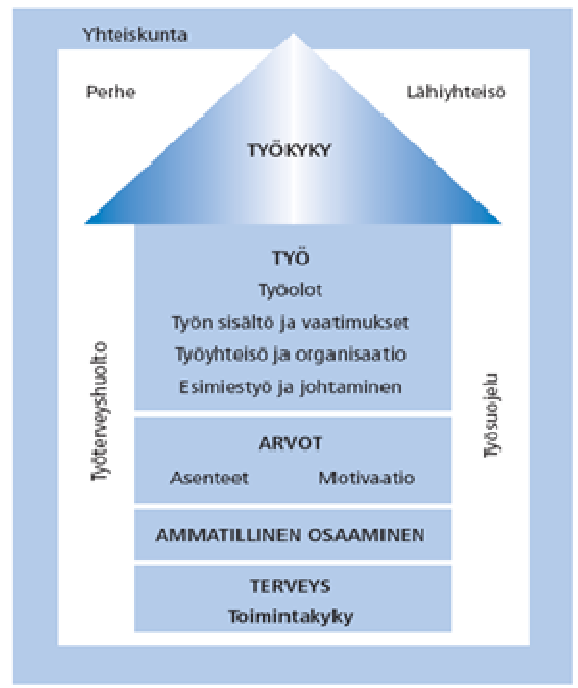 Yhteiskunta
Perhe
Lähiyhteisö
TYÖKYKY
TYÖ
Työolot
Työn sisältö ja vaatimukset
Työyhteisö ja organisaatio
Esimiestyö ja johtaminen
Työterveyshuolto
Työsuojelu
ARVOT
Asenteet Motivaatio
AMMATILLINEN OSAAMINEN
TERVEYS
Toimintakyky